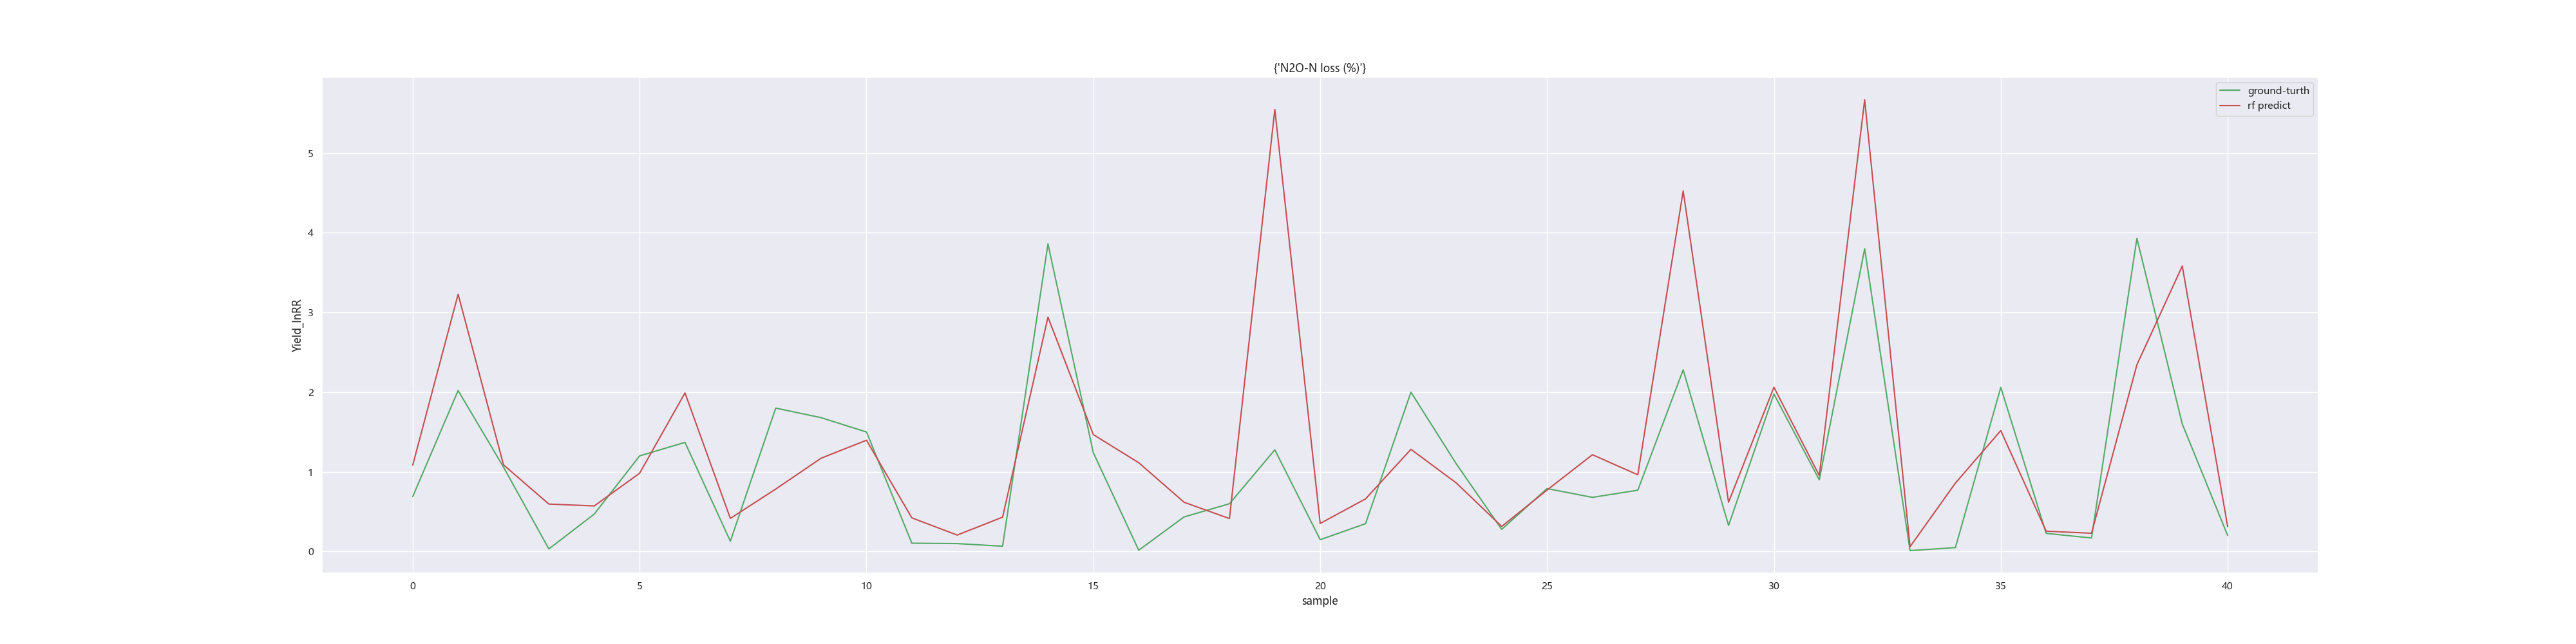 {'N2O-N loss (%)'}
ground-turth
rf predict
Yield_lnRR
5
4
3
2
1
0
0 5 10 15 20 25 30 35 40
sample